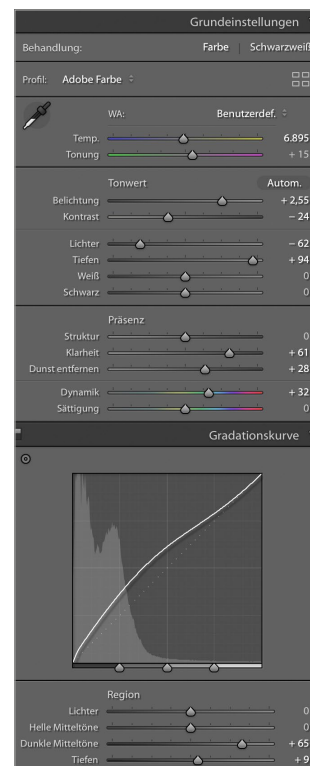 Grundeinstellungen
Behandlung: Farbe | Schwarzweiß
Profil: Adobe Farbe
WA: Benutzerdef.
Temp. 6.895
Tonung + 15
Tonwert Autom.
Belichtung + 2,55
Kontrast − 24
Lichter − 62
Tiefen + 94
Weiß 0
Schwarz 0
Präsenz
Struktur 0
Klarheit + 61
Dunst entfernen + 28
Dynamik + 32
Sättigung 0
Gradationskurve
Region
Lichter 0
Helle Mitteltöne 0
Dunkle Mitteltöne + 65
Tiefen + 9